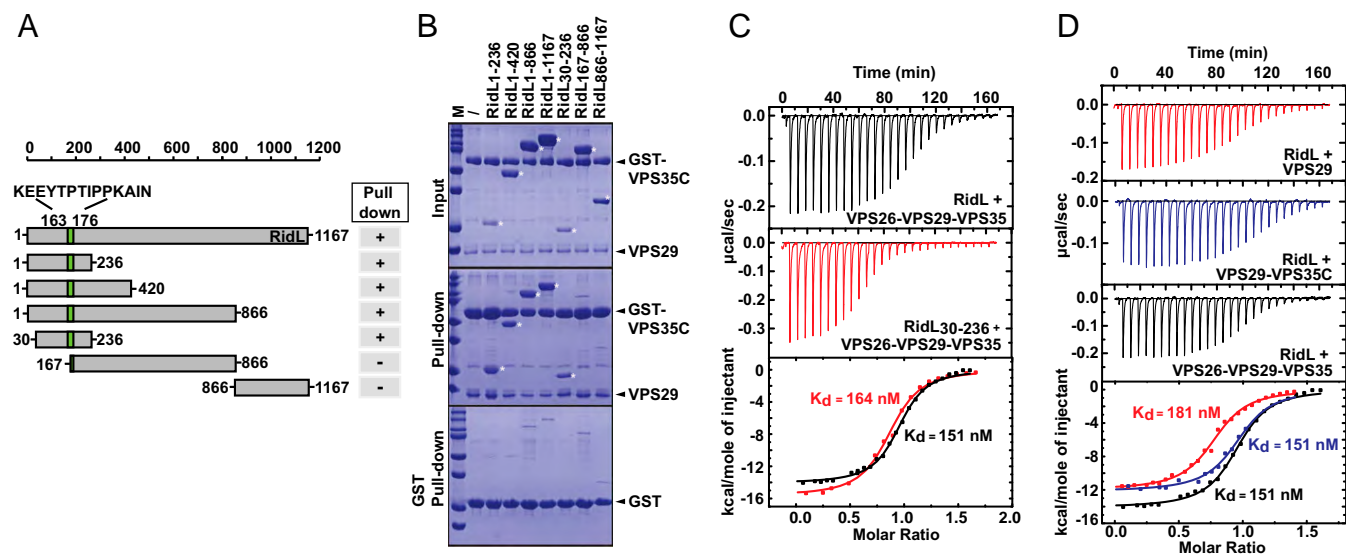 A
0 200 400 600 800 1000 1200
KEEYTPTIPPKAIN
163 176
Pull
down
1 RidL 1167 +
1 236 +
1 420 +
1 866 +
30 236 +
167 866 -
866 1167 -
B
M
/
RidL1-236
RidL1-420
RidL1-866
RidL1-1167
RidL30-236
RidL167-866
RidL866-1167
Input
GST-
VPS35C
VPS29
Pull-down
GST-
VPS35C
VPS29
GST
Pull-down
GST
C
Time (min)
0 40 80 120 160
0.0
-0.1
-0.2
RidL +
VPS26-VPS29-VPS35
µcal/sec
0.0
-0.1
-0.2
-0.3
RidL30-236 +
VPS26-VPS29-VPS35
kcal/mole of injectant
0
-4
-8
-12
-16
Kd = 164 nM
Kd = 151 nM
0.0 0.5 1.0 1.5 2.0
Molar Ratio
D
Time (min)
0 40 80 120 160
0.0
-0.1
-0.2
RidL +
VPS29
µcal/sec
0.0
-0.1
RidL +
VPS29-VPS35C
0.0
-0.1
-0.2
RidL +
VPS26-VPS29-VPS35
kcal/mole of injectant
0
-4
-8
-12
-16
Kd = 181 nM
Kd = 151 nM
Kd = 151 nM
0.0 0.5 1.0 1.5
Molar Ratio